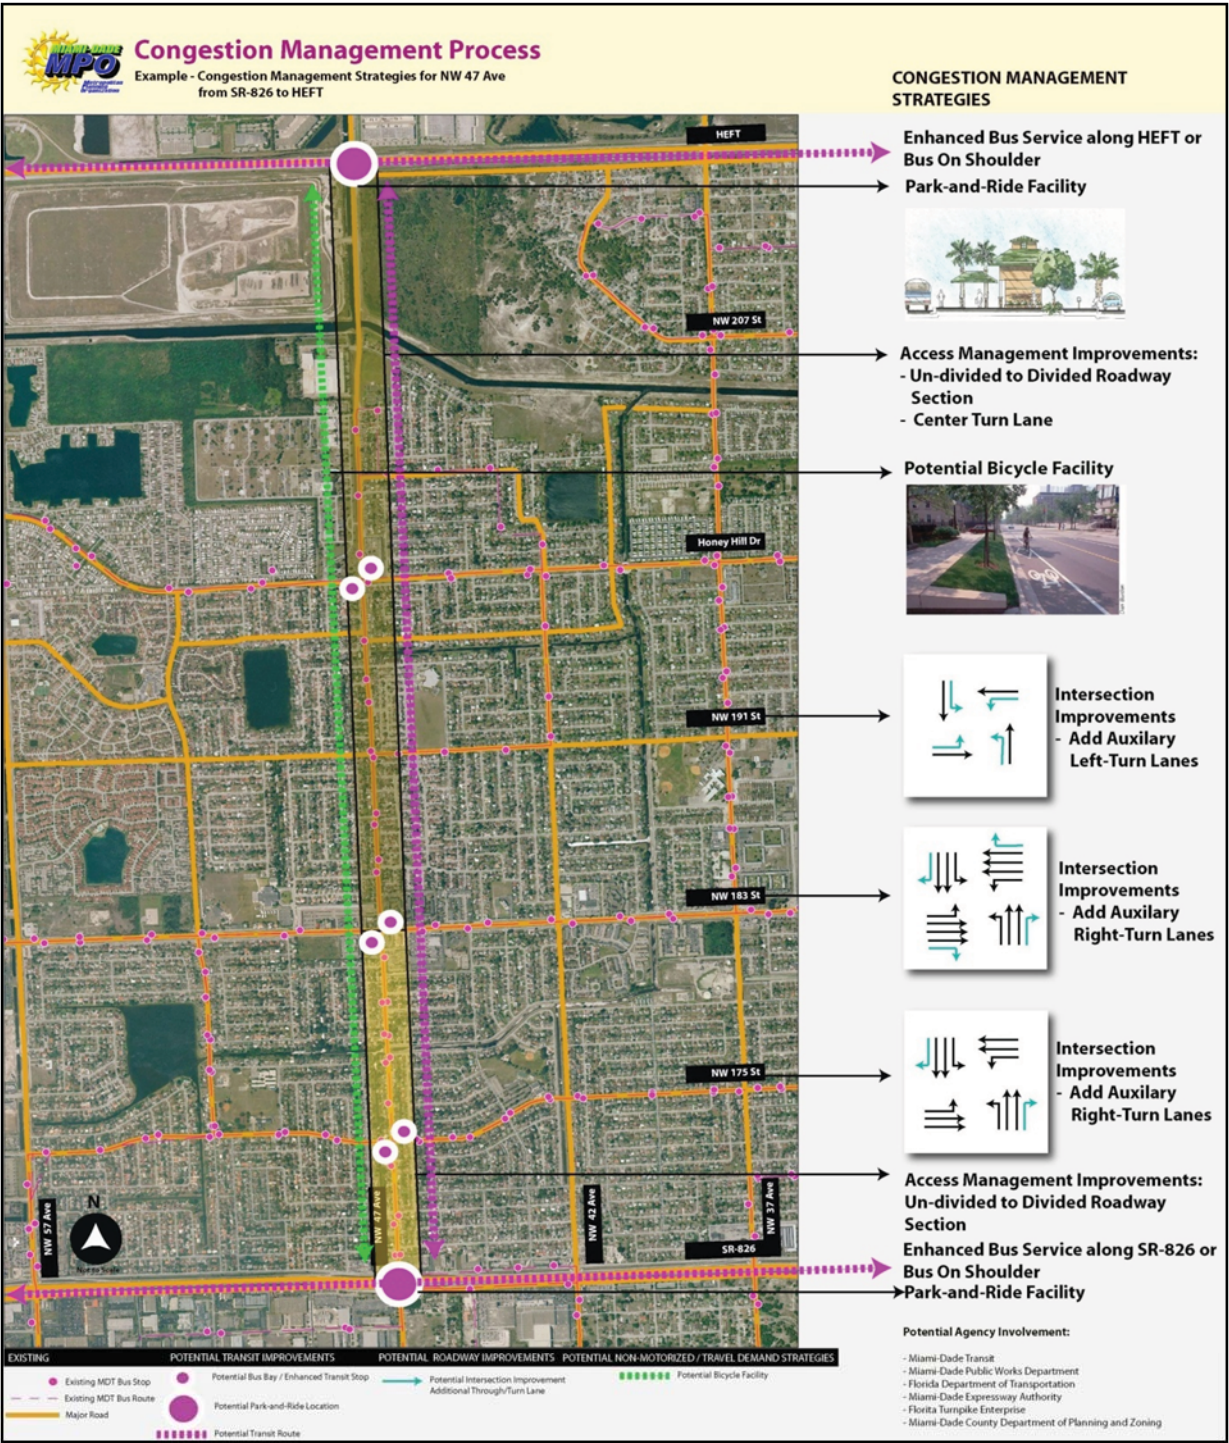 MIAMI-DADE
MPO
Metropolitan
Planning
Organization
Congestion Management Process
Example - Congestion Management Strategies for NW 47 Ave
from SR-826 to HEFT
CONGESTION MANAGEMENT
STRATEGIES
HEFT
Enhanced Bus Service along HEFT or
Bus On Shoulder
Park-and-Ride Facility
NW 207 St
Access Management Improvements:
- Un-divided to Divided Roadway
Section
- Center Turn Lane
Potential Bicycle Facility
Honey Hill Dr
NW 191 St
Intersection
Improvements
- Add Auxilary
Left-Turn Lanes
NW 183 St
Intersection
Improvements
- Add Auxilary
Right-Turn Lanes
NW 175 St
Intersection
Improvements
- Add Auxilary
Right-Turn Lanes
Access Management Improvements:
Un-divided to Divided Roadway
Section
NW 57 Ave
N
Not to Scale
NW 47 Ave
NW 42 Ave
NW 37 Ave
SR-826
Enhanced Bus Service along SR-826 or
Bus On Shoulder
Park-and-Ride Facility
Potential Agency Involvement:
- Miami-Dade Transit
- Miami-Dade Public Works Department
- Florida Department of Transportation
- Miami-Dade Expressway Authority
- Florita Turnpike Enterprise
- Miami-Dade County Department of Planning and Zoning
EXISTING
Existing MDT Bus Stop
Existing MDT Bus Route
Major Road
POTENTIAL TRANSIT IMPROVEMENTS
Potential Bus Bay / Enhanced Transit Stop
Potential Park-and-Ride Location
Potential Transit Route
POTENTIAL ROADWAY IMPROVEMENTS
Potential Intersection Improvement
Additional Through/Turn Lane
POTENTIAL NON-MOTORIZED / TRAVEL DEMAND STRATEGIES
Potential Bicycle Facility